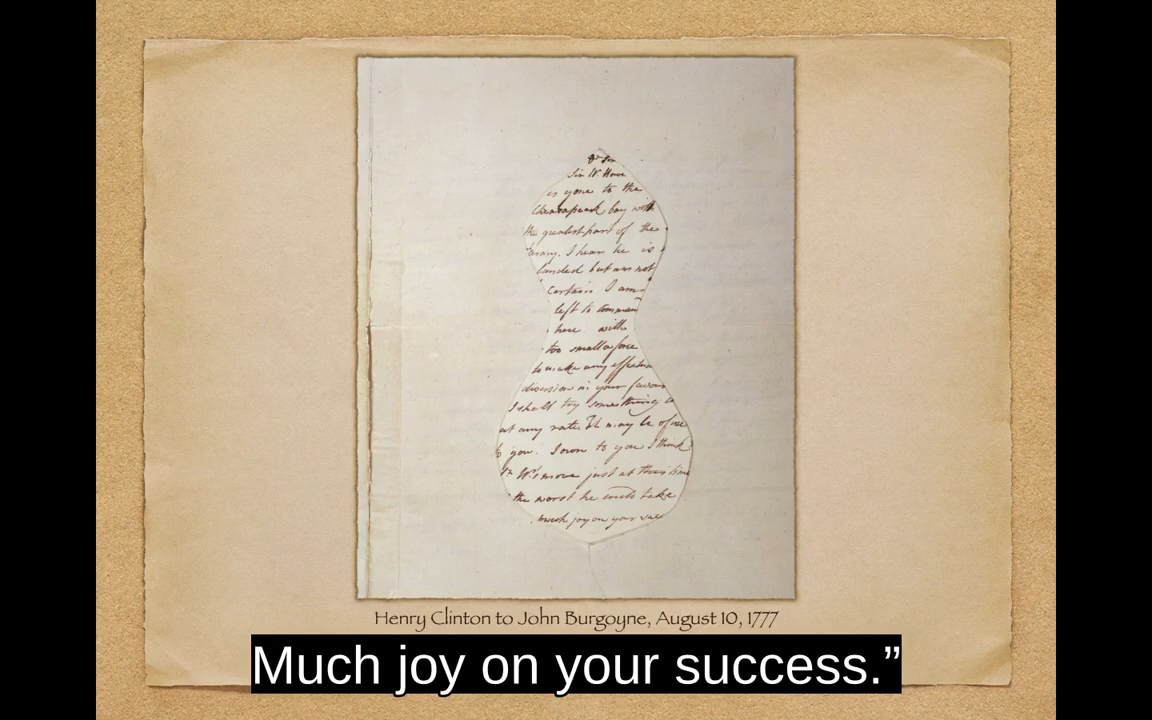 Dr Sir
Sir W. Howe
is gone to the
Chesapeak bay with
the greatest part of the
army. I hear he is
landed but am not
certain. I am
left to command
here with
too small a force
to make any effectual
diversion in your favour
I shall try something
at any rate. It may be of use
to you. I own to you I think
Sr W's move just at this time
the worst he could take
much joy on your succ
Henry Clinton to John Burgoyne, August 10, 1777
Much joy on your success.”